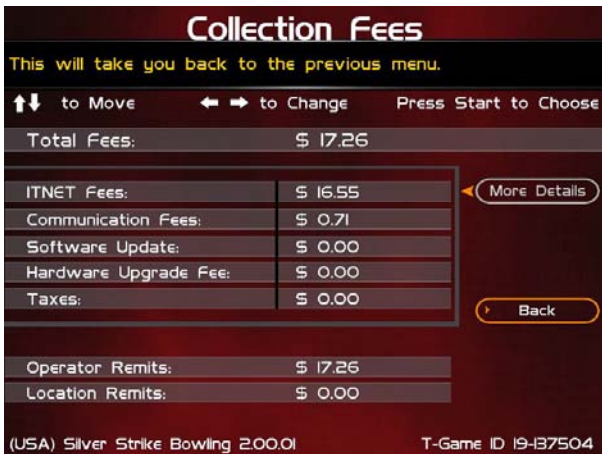 Collection Fees
This will take you back to the previous menu.
to Move to Change Press Start to Choose
Total Fees: $ 17.26
ITNET Fees: $ 16.55 More Details
Communication Fees: $ 0.71
Software Update: $ 0.00
Hardware Upgrade Fee: $ 0.00
Taxes: $ 0.00
Back
Operator Remits: $ 17.26
Location Remits: $ 0.00
(USA) Silver Strike Bowling 2.00.01 T-Game ID 19-137504